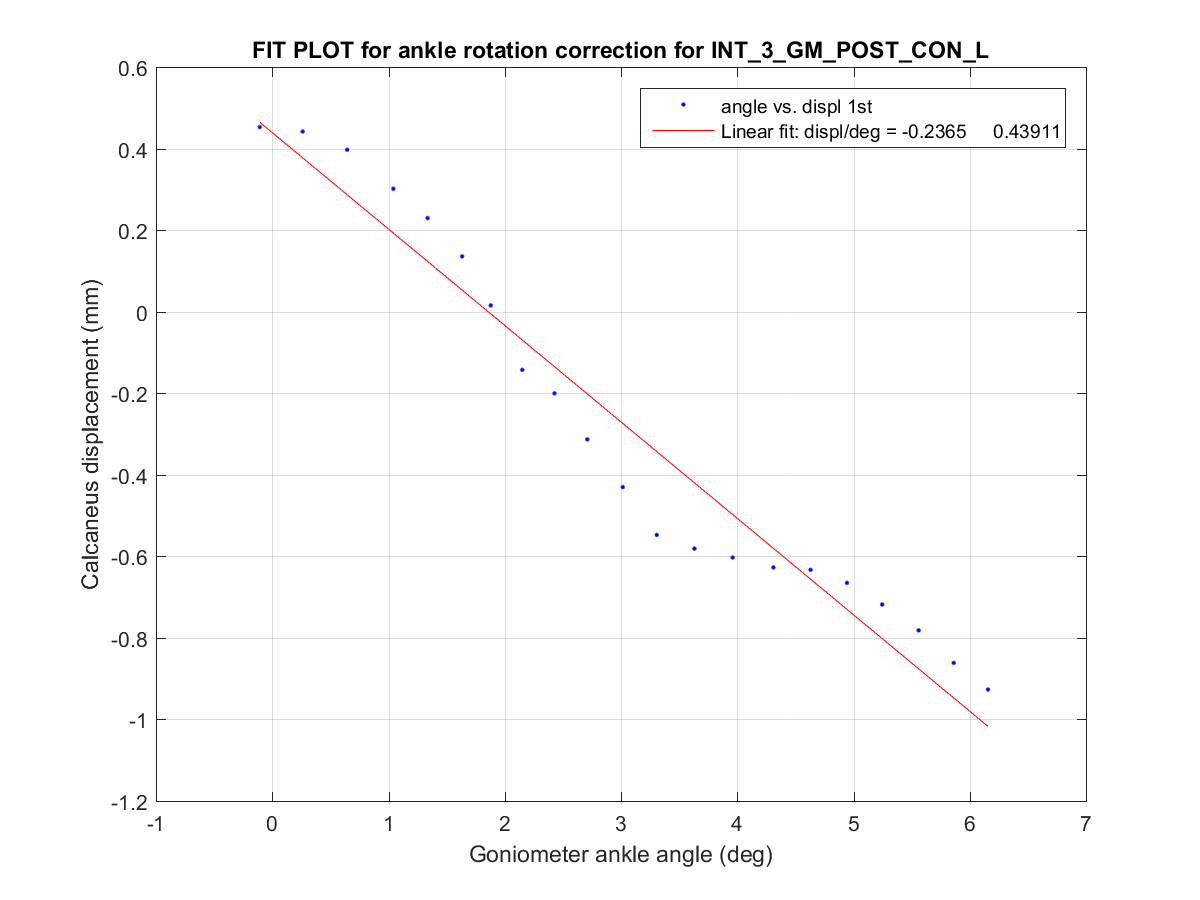 FIT PLOT for ankle rotation correction for INT_3_GM_POST_CON_L
angle vs. displ 1st
Linear fit: displ/deg = -0.2365 0.43911
0.6
0.4
0.2
0
-0.2
-0.4
-0.6
-0.8
-1
-1.2
Calcaneus displacement (mm)
-1 0 1 2 3 4 5 6 7
Goniometer ankle angle (deg)